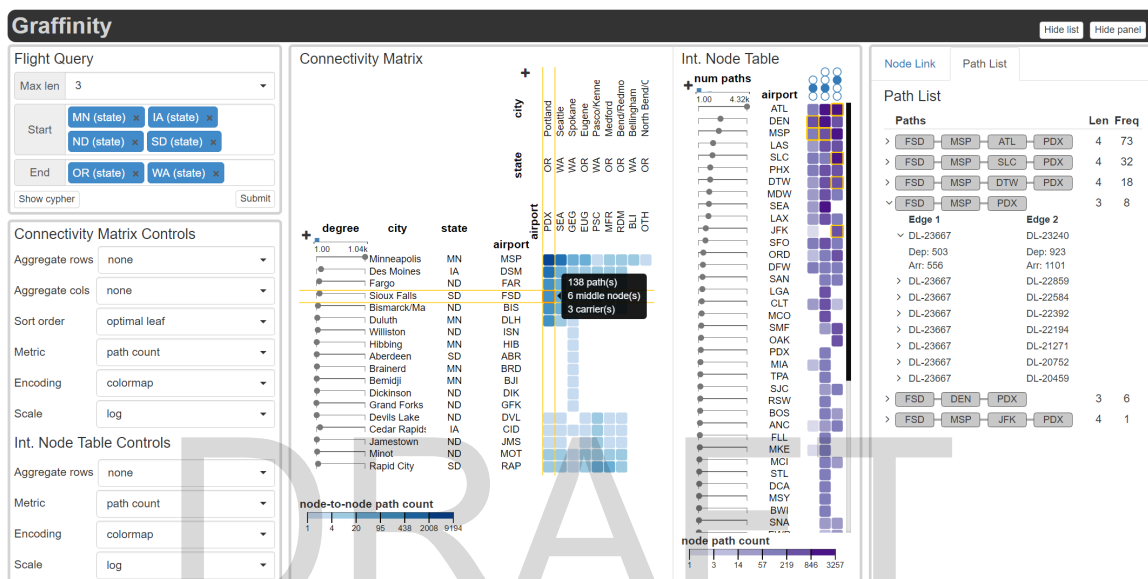 Graffinity
Hide list
Hide panel
Flight Query
Max len 3
Start
MN (state) × IA (state) ×
ND (state) × SD (state) ×
End
OR (state) × WA (state) ×
Show cypher
Submit
Connectivity Matrix Controls
Aggregate rows none
Aggregate cols none
Sort order optimal leaf
Metric path count
Encoding colormap
Scale log
Int. Node Table Controls
Aggregate rows none
Metric path count
Encoding colormap
Scale log
Connectivity Matrix
city
Portland
Seattle
Spokane
Eugene
Pasco/Kenne
Medford
Bend/Redmo
Bellingham
North Bend/C
state
OR
WA
WA
OR
WA
OR
OR
WA
OR
airport
PDX
SEA
GEG
EUG
PSC
MFR
RDM
BLI
OTH
degree city state airport
1.00 1.04k
Minneapolis MN MSP
Des Moines IA DSM
Fargo ND FAR
Sioux Falls SD FSD
Bismarck/Ma ND BIS
Duluth MN DLH
Williston ND ISN
Hibbing MN HIB
Aberdeen SD ABR
Brainerd MN BRD
Bemidji MN BJI
Dickinson ND DIK
Grand Forks ND GFK
Devils Lake ND DVL
Cedar Rapids IA CID
Jamestown ND JMS
Minot ND MOT
Rapid City SD RAP
138 path(s)
6 middle node(s)
3 carrier(s)
node-to-node path count
1 4 20 95 438 2008 9194
Int. Node Table
num paths
1.00 4.32k
airport
ATL
DEN
MSP
LAS
SLC
PHX
DTW
MDW
SEA
LAX
JFK
SFO
ORD
DFW
SAN
LGA
CLT
MCO
SMF
OAK
PDX
MIA
TPA
SJC
RSW
BOS
ANC
FLL
MKE
MCI
STL
DCA
MSY
BWI
SNA
node path count
1 3 14 57 219 846 3257
Node Link
Path List
Path List
Paths Len Freq
FSD MSP ATL PDX 4 73
FSD MSP SLC PDX 4 32
FSD MSP DTW PDX 4 18
FSD MSP PDX 3 8
Edge 1 Edge 2
DL-23667 DL-23240
Dep: 503 Dep: 923
Arr: 556 Arr: 1101
DL-23667 DL-22859
DL-23667 DL-22584
DL-23667 DL-22392
DL-23667 DL-22194
DL-23667 DL-21271
DL-23667 DL-20752
DL-23667 DL-20459
FSD DEN PDX 3 6
FSD MSP JFK PDX 4 1
DRAFT